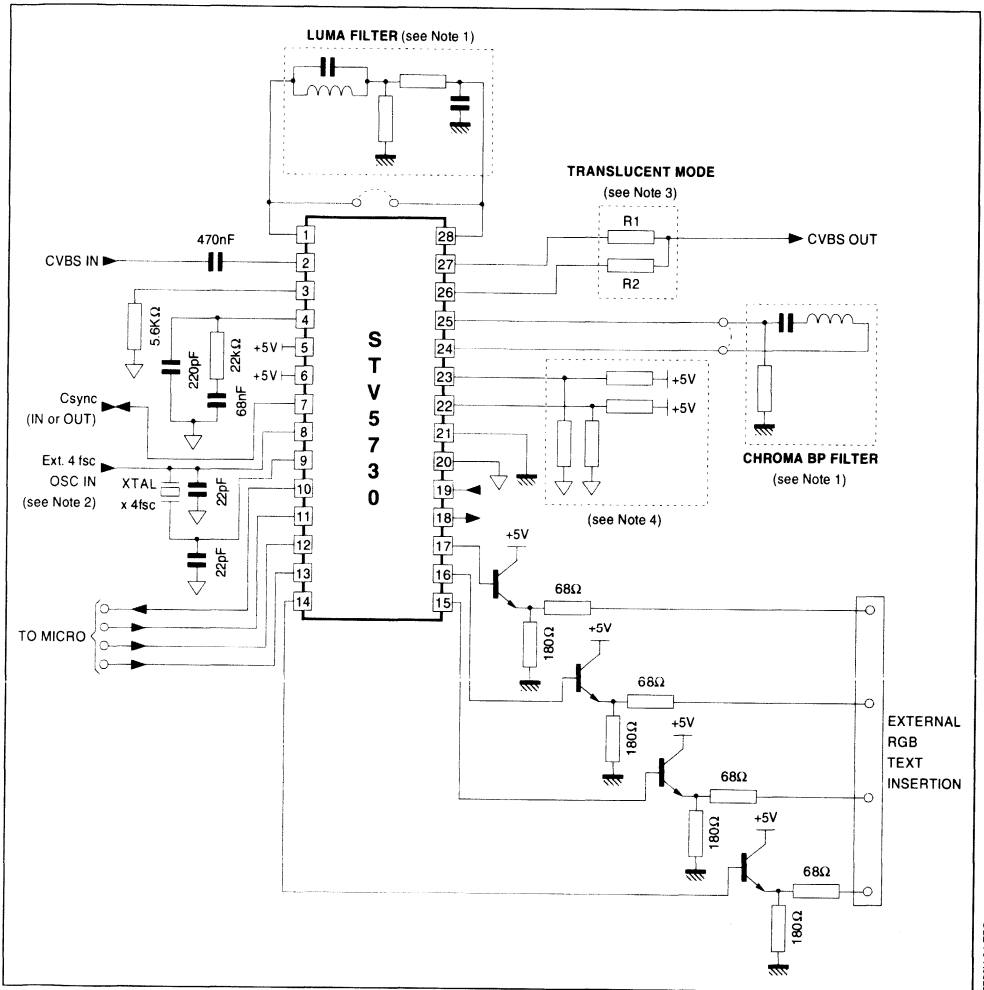 LUMA FILTER (see Note 1)
TRANSLUCENT MODE
(see Note 3)
R1
R2
CVBS OUT
470nF
CVBS IN
1
2
3
4
5
6
7
8
9
10
11
12
13
14
28
27
26
25
24
23
22
21
20
19
18
17
16
15
STV5730
5.6KΩ
220pF
22kΩ
68nF
+5V
+5V
Csync
(IN or OUT)
Ext. 4 fsc
OSC IN
(see Note 2)
XTAL
x 4fsc
22pF
22pF
TO MICRO
+5V
+5V
(see Note 4)
CHROMA BP FILTER
(see Note 1)
+5V
68Ω
180Ω
+5V
68Ω
180Ω
+5V
68Ω
180Ω
+5V
68Ω
180Ω
EXTERNAL
RGB
TEXT
INSERTION